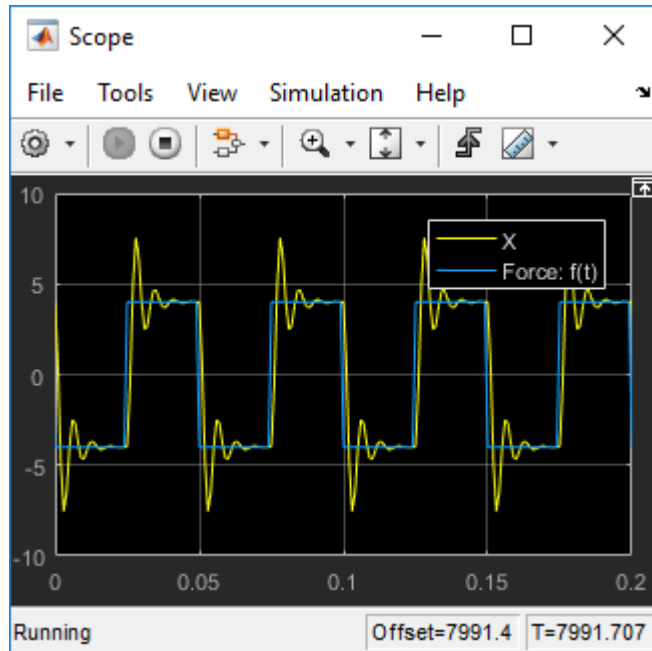 Scope
File Tools View Simulation Help
10
X
Force: f(t)
5
0
-5
-10
0 0.05 0.1 0.15 0.2
Running Offset=7991.4 T=7991.707